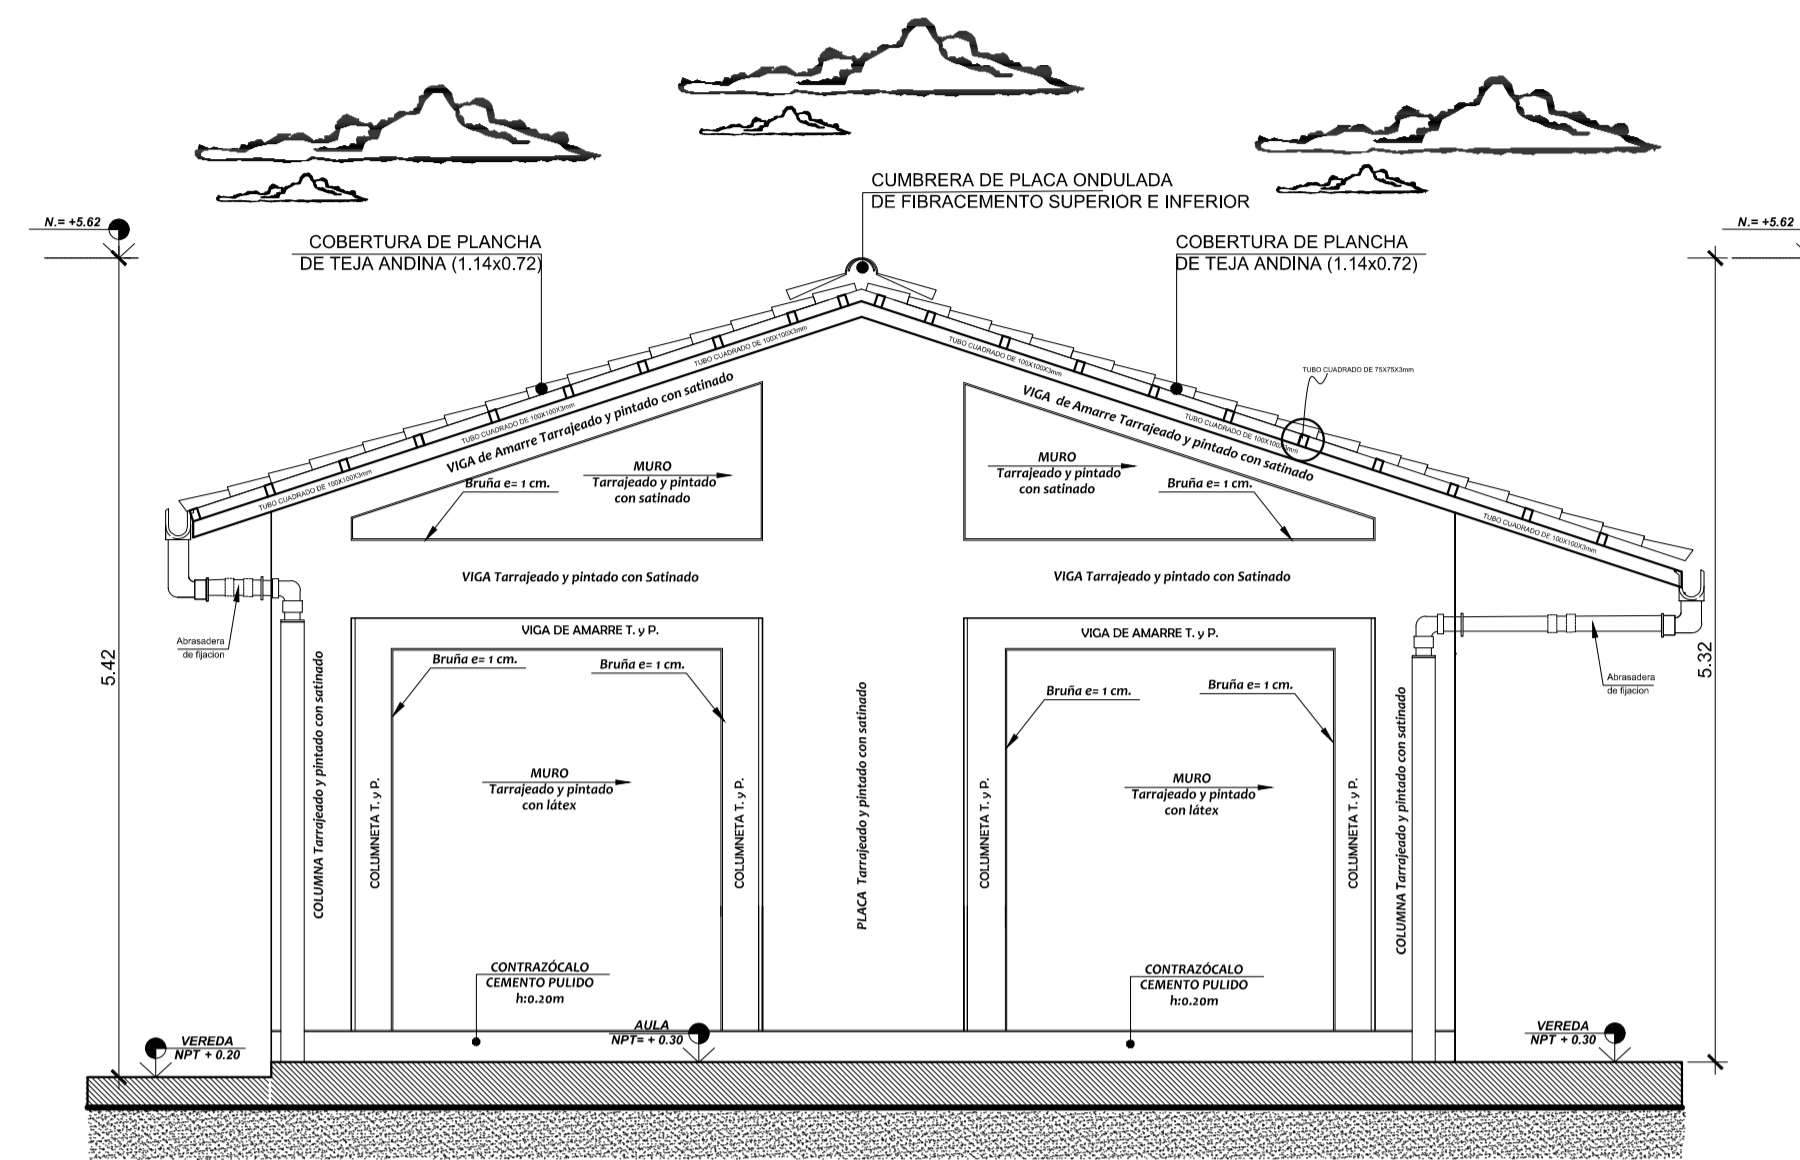 CUMBRERA DE PLACA ONDULADA
DE FIBRACEMENTO SUPERIOR E INFERIOR
N.= +5.62
N.= +5.62
COBERTURA DE PLANCHA
DE TEJA ANDINA (1.14x0.72)
COBERTURA DE PLANCHA
DE TEJA ANDINA (1.14x0.72)
TUBO CUADRADO DE 100X100X3mm
TUBO CUADRADO DE 100X100X3mm
TUBO CUADRADO DE 100X100X3mm
TUBO CUADRADO DE 100X100X3mm
TUBO CUADRADO DE 100X100X3mm
TUBO CUADRADO DE 100X100X3mm
TUBO CUADRADO DE 75X75X3mm
VIGA de Amarre Tarrajeado y pintado con satinado
VIGA de Amarre Tarrajeado y pintado con satinado
MURO
Tarrajeado y pintado
con satinado
Bruña e= 1 cm.
MURO
Tarrajeado y pintado
con satinado
Bruña e= 1 cm.
VIGA Tarrajeado y pintado con Satinado
VIGA Tarrajeado y pintado con Satinado
Abrasadera
de fijacion
VIGA DE AMARRE T. y P.
VIGA DE AMARRE T. y P.
Abrasadera
de fijacion
5.42
5.32
Bruña e= 1 cm.
Bruña e= 1 cm.
Bruña e= 1 cm.
Bruña e= 1 cm.
COLUMNA Tarrajeado y pintado con satinado
COLUMNETA T. y P.
MURO
Tarrajeado y pintado
con látex
COLUMNETA T. y P.
PLACA Tarrajeado y pintado con satinado
COLUMNETA T. y P.
MURO
Tarrajeado y pintado
con látex
COLUMNETA T. y P.
COLUMNA Tarrajeado y pintado con satinado
CONTRAZÓCALO
CEMENTO PULIDO
h:0.20m
CONTRAZÓCALO
CEMENTO PULIDO
h:0.20m
VEREDA
NPT + 0.20
AULA
NPT= + 0.30
VEREDA
NPT + 0.30